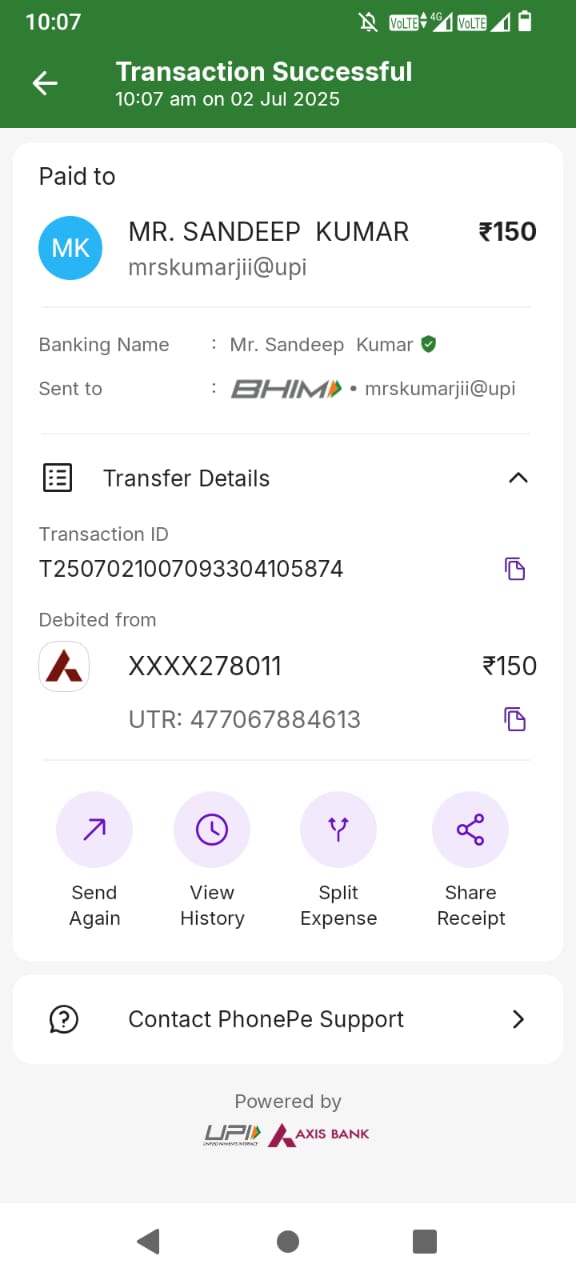 10:07
VoLTE 4G VoLTE
Transaction Successful
10:07 am on 02 Jul 2025
Paid to
MK
MR. SANDEEP KUMAR ₹150
mrskumarjii@upi
Banking Name : Mr. Sandeep Kumar
Sent to : BHIM • mrskumarjii@upi
Transfer Details
Transaction ID
T2507021007093304105874
Debited from
XXXX278011 ₹150
UTR: 477067884613
Send Again
View History
Split Expense
Share Receipt
Contact PhonePe Support
Powered by
UPI AXIS BANK